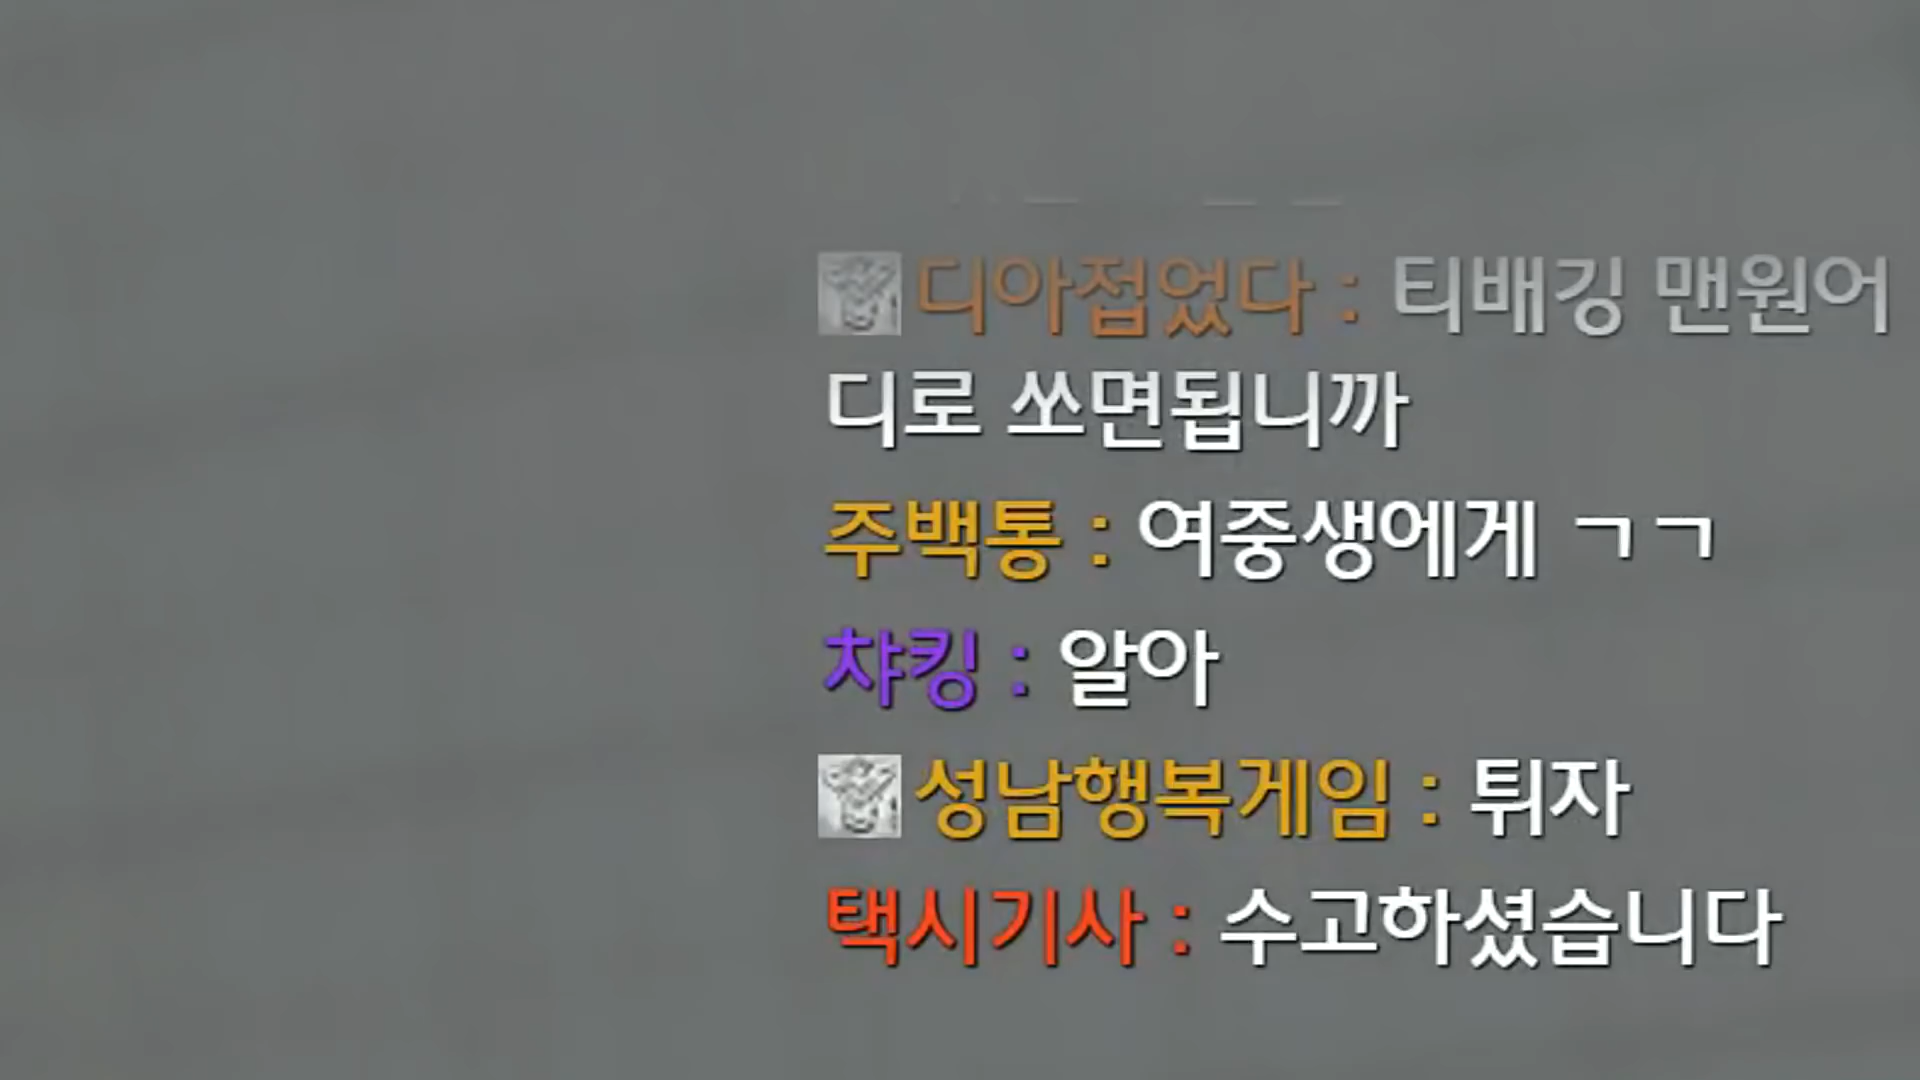 디아접었다 : 티배깅 맨원어
디로 쏘면됩니까
주백통 : 여중생에게 ㄱㄱ
챠킹 : 알아
성남행복게임 : 튀자
택시기사 : 수고하셨습니다